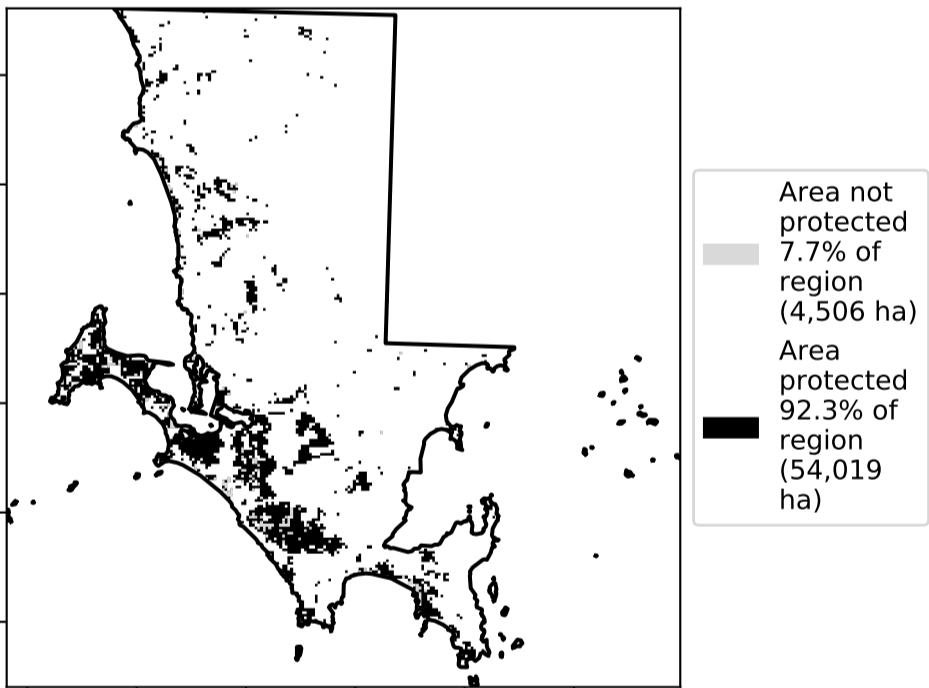 Area not
protected
7.7% of
region
(4,506 ha)
Area
protected
92.3% of
region
(54,019
ha)